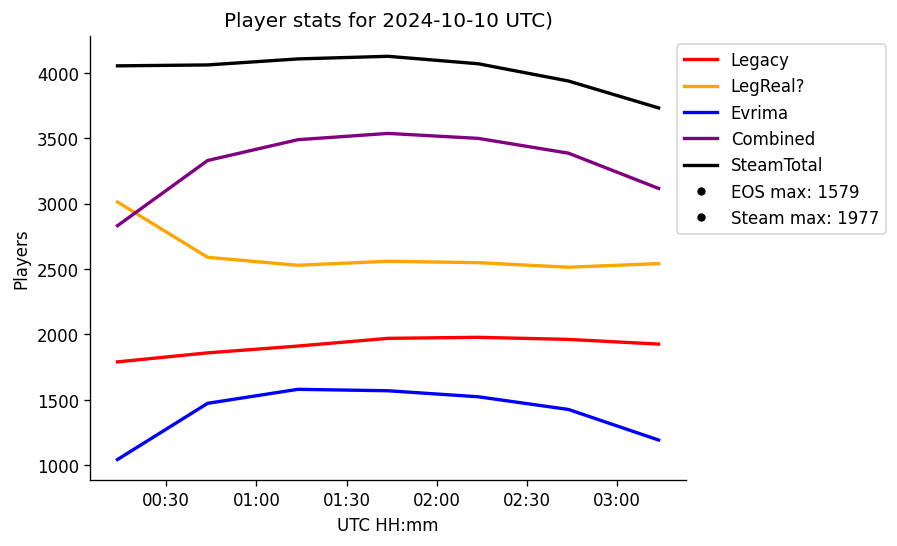 Player stats for 2024-10-10 UTC)
Legacy
LegReal?
Evrima
Combined
SteamTotal
EOS max: 1579
Steam max: 1977
Players
4000
3500
3000
2500
2000
1500
1000
00:30 01:00 01:30 02:00 02:30 03:00
UTC HH:mm